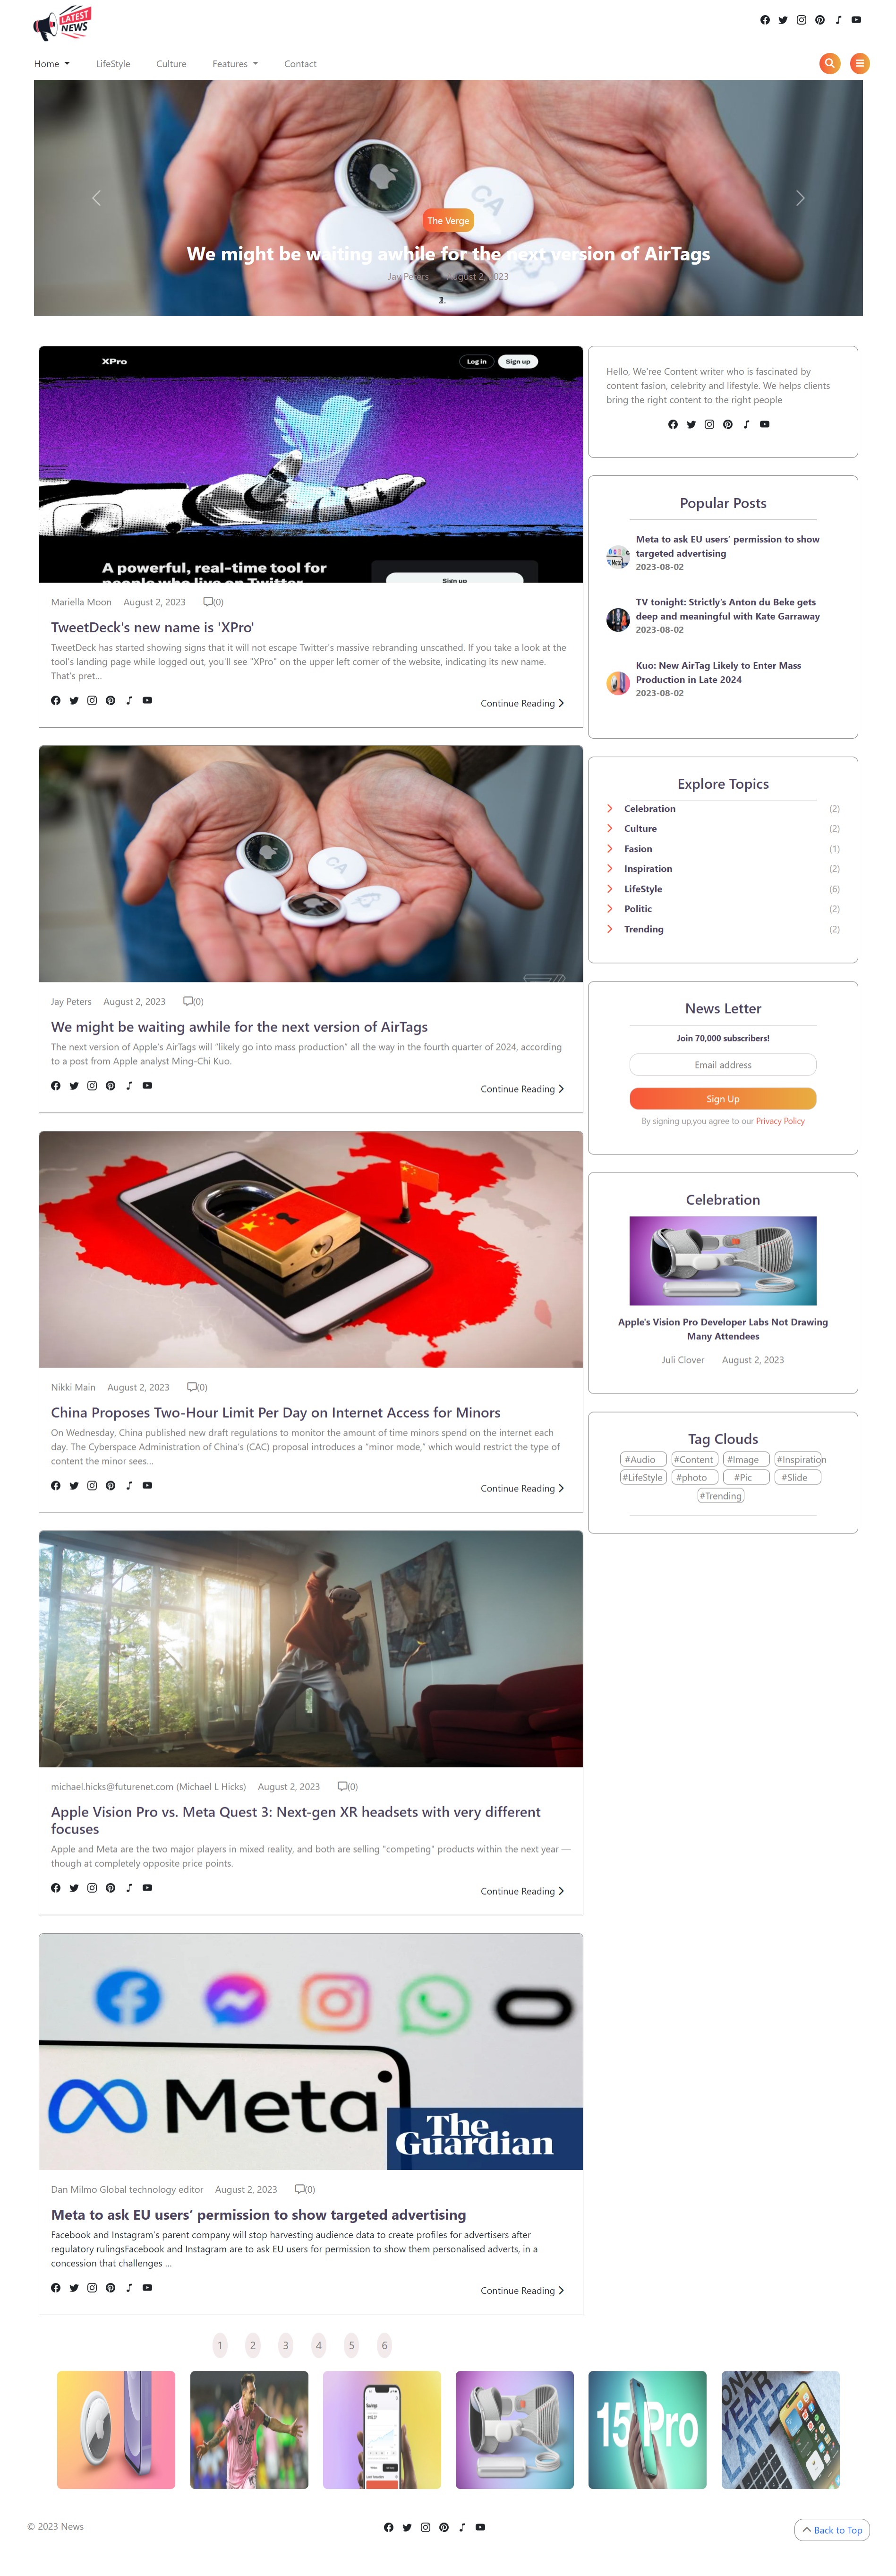 LATEST
NEWS
Home
LifeStyle
Culture
Features
Contact
CA
The Verge
We might be waiting awhile for the next version of AirTags
Jay Peters August 2, 2023
XPro
Log in
Sign up
A powerful, real-time tool for
people who live on Twitter
Sign up
Mariella Moon August 2, 2023 (0)
TweetDeck's new name is 'XPro'
TweetDeck has started showing signs that it will not escape Twitter's massive rebranding unscathed. If you take a look at the
tool's landing page while logged out, you'll see "XPro" on the upper left corner of the website, indicating its new name.
That's pret...
Continue Reading
CA
Jay Peters August 2, 2023 (0)
We might be waiting awhile for the next version of AirTags
The next version of Apple's AirTags will “likely go into mass production” all the way in the fourth quarter of 2024, according
to a post from Apple analyst Ming-Chi Kuo.
Continue Reading
Nikki Main August 2, 2023 (0)
China Proposes Two-Hour Limit Per Day on Internet Access for Minors
On Wednesday, China published new draft regulations to monitor the amount of time minors spend on the internet each
day. The Cyberspace Administration of China's (CAC) proposal introduces a “minor mode,” which would restrict the type of
content the minor sees...
Continue Reading
michael.hicks@futurenet.com (Michael L Hicks) August 2, 2023 (0)
Apple Vision Pro vs. Meta Quest 3: Next-gen XR headsets with very different
focuses
Apple and Meta are the two major players in mixed reality, and both are selling "competing" products within the next year —
though at completely opposite price points.
Continue Reading
Meta
The
Guardian
Dan Milmo Global technology editor August 2, 2023 (0)
Meta to ask EU users’ permission to show targeted advertising
Facebook and Instagram's parent company will stop harvesting audience data to create profiles for advertisers after
regulatory rulingsFacebook and Instagram are to ask EU users for permission to show them personalised adverts, in a
concession that challenges ...
Continue Reading
1 2 3 4 5 6
Hello, We'ree Content writer who is fascinated by
content fasion, celebrity and lifestyle. We helps clients
bring the right content to the right people
Popular Posts
Meta to ask EU users’ permission to show
targeted advertising
2023-08-02
TV tonight: Strictly’s Anton du Beke gets
deep and meaningful with Kate Garraway
2023-08-02
Kuo: New AirTag Likely to Enter Mass
Production in Late 2024
2023-08-02
Explore Topics
Celebration (2)
Culture (2)
Fasion (1)
Inspiration (2)
LifeStyle (6)
Politic (2)
Trending (2)
News Letter
Join 70,000 subscribers!
Email address
Sign Up
By signing up,you agree to our Privacy Policy
Celebration
Apple's Vision Pro Developer Labs Not Drawing
Many Attendees
Juli Clover August 2, 2023
Tag Clouds
#Audio #Content #Image #Inspiration
#LifeStyle #photo #Pic #Slide
#Trending
Savings
15 Pro
ONE
YEAR
LATER
© 2023 News
Back to Top